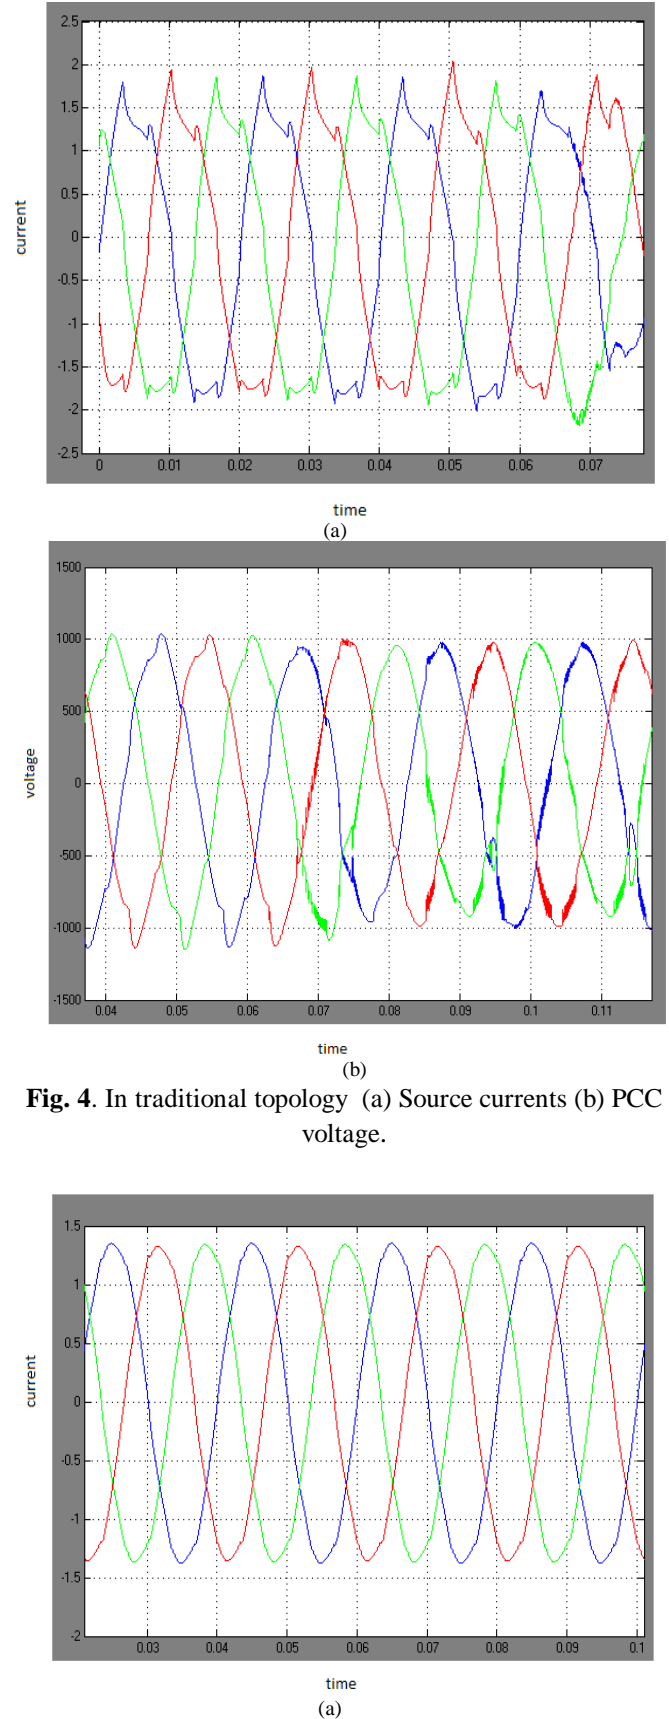 2.5
2
1.5
1
0.5
0
-0.5
-1
-1.5
-2
-2.5
current
0 0.01 0.02 0.03 0.04 0.05 0.06 0.07
time
(a)
1500
1000
500
0
-500
-1000
-1500
voltage
0.04 0.05 0.06 0.07 0.08 0.09 0.1 0.11
time
(b)
Fig. 4. In traditional topology (a) Source currents (b) PCC
voltage.
1.5
1
0.5
0
-0.5
-1
-1.5
-2
current
0.03 0.04 0.05 0.06 0.07 0.08 0.09 0.1
time
(a)